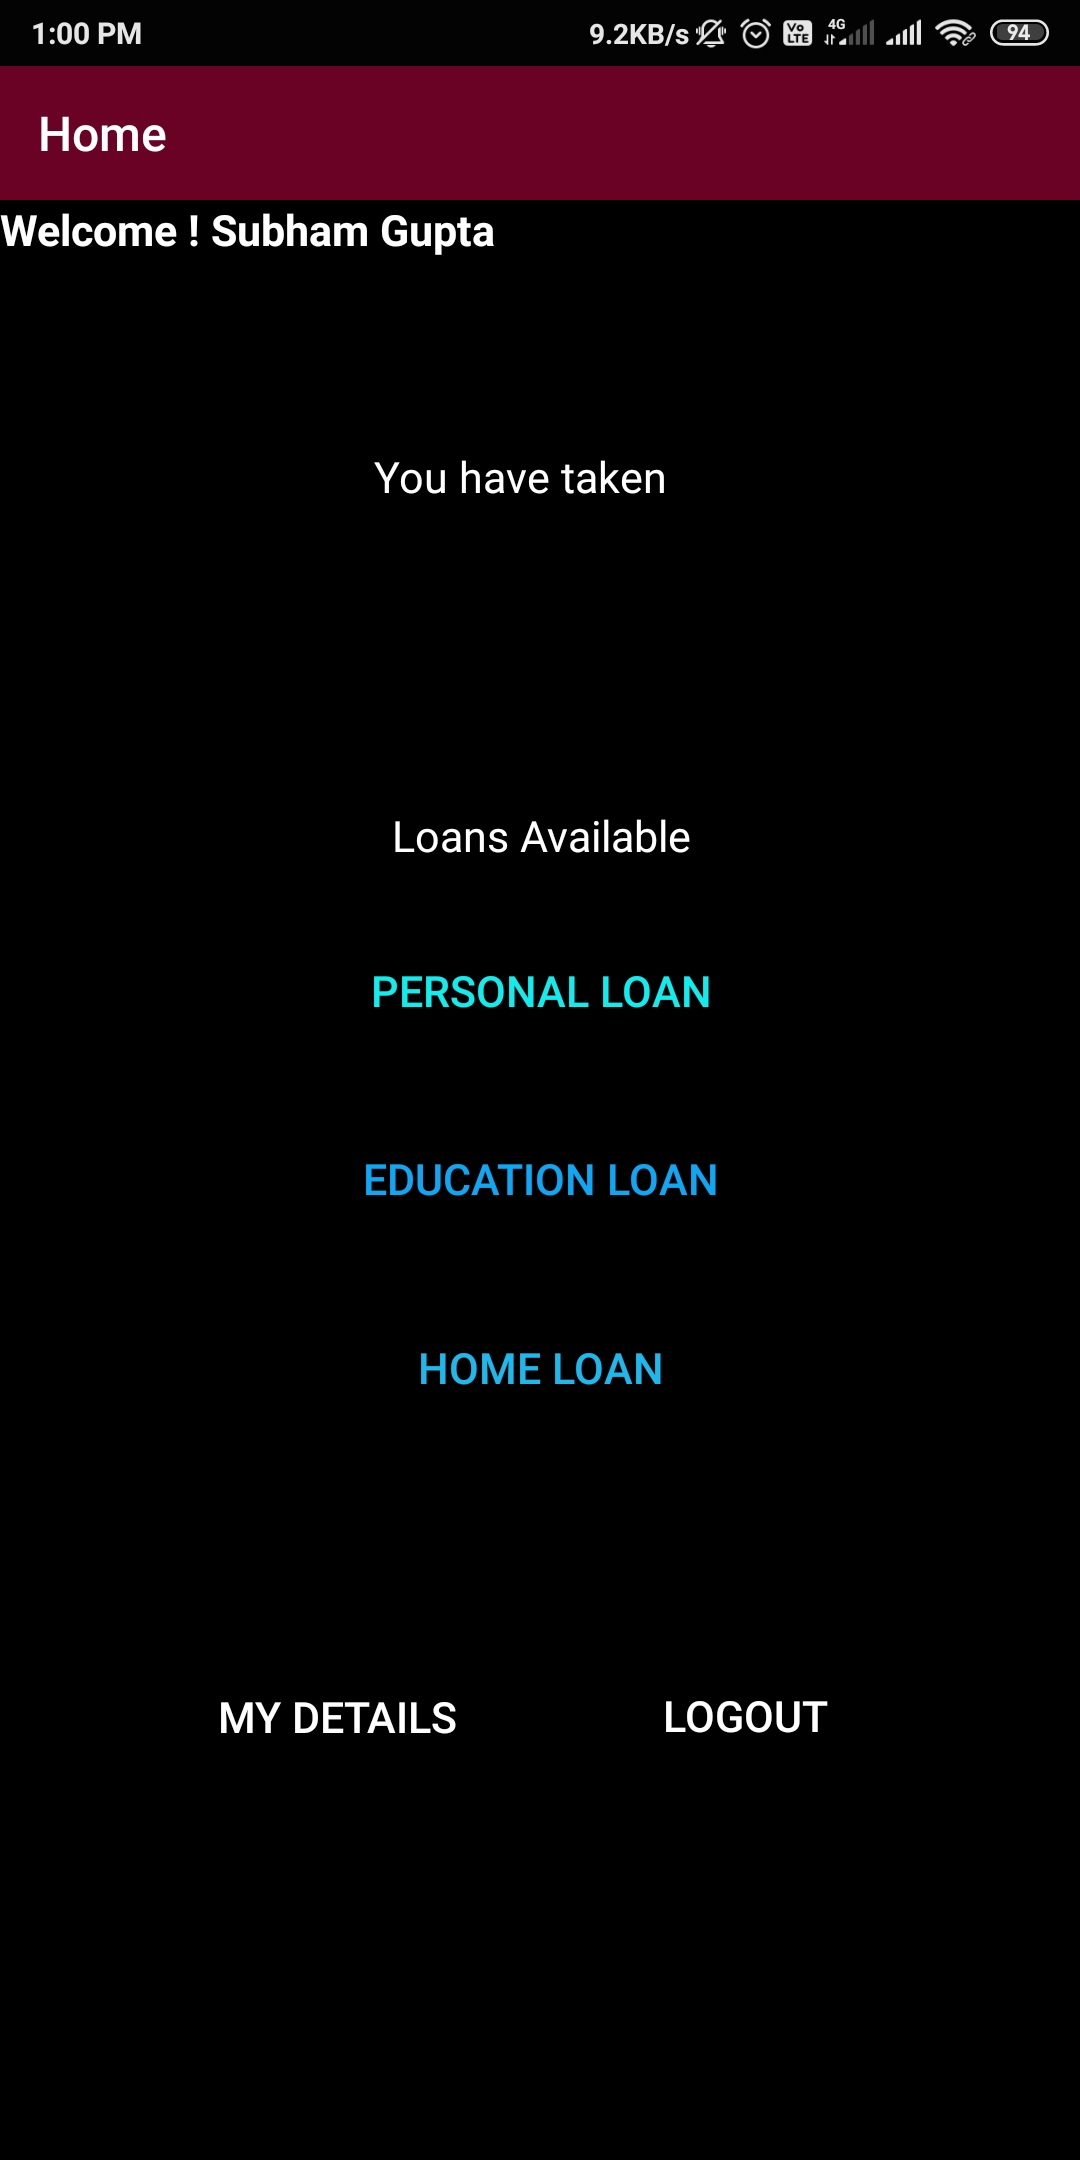 1:00 PM 9.2KB/s Vo LTE 4G 94
Home
Welcome ! Subham Gupta
You have taken
Loans Available
PERSONAL LOAN
EDUCATION LOAN
HOME LOAN
MY DETAILS LOGOUT